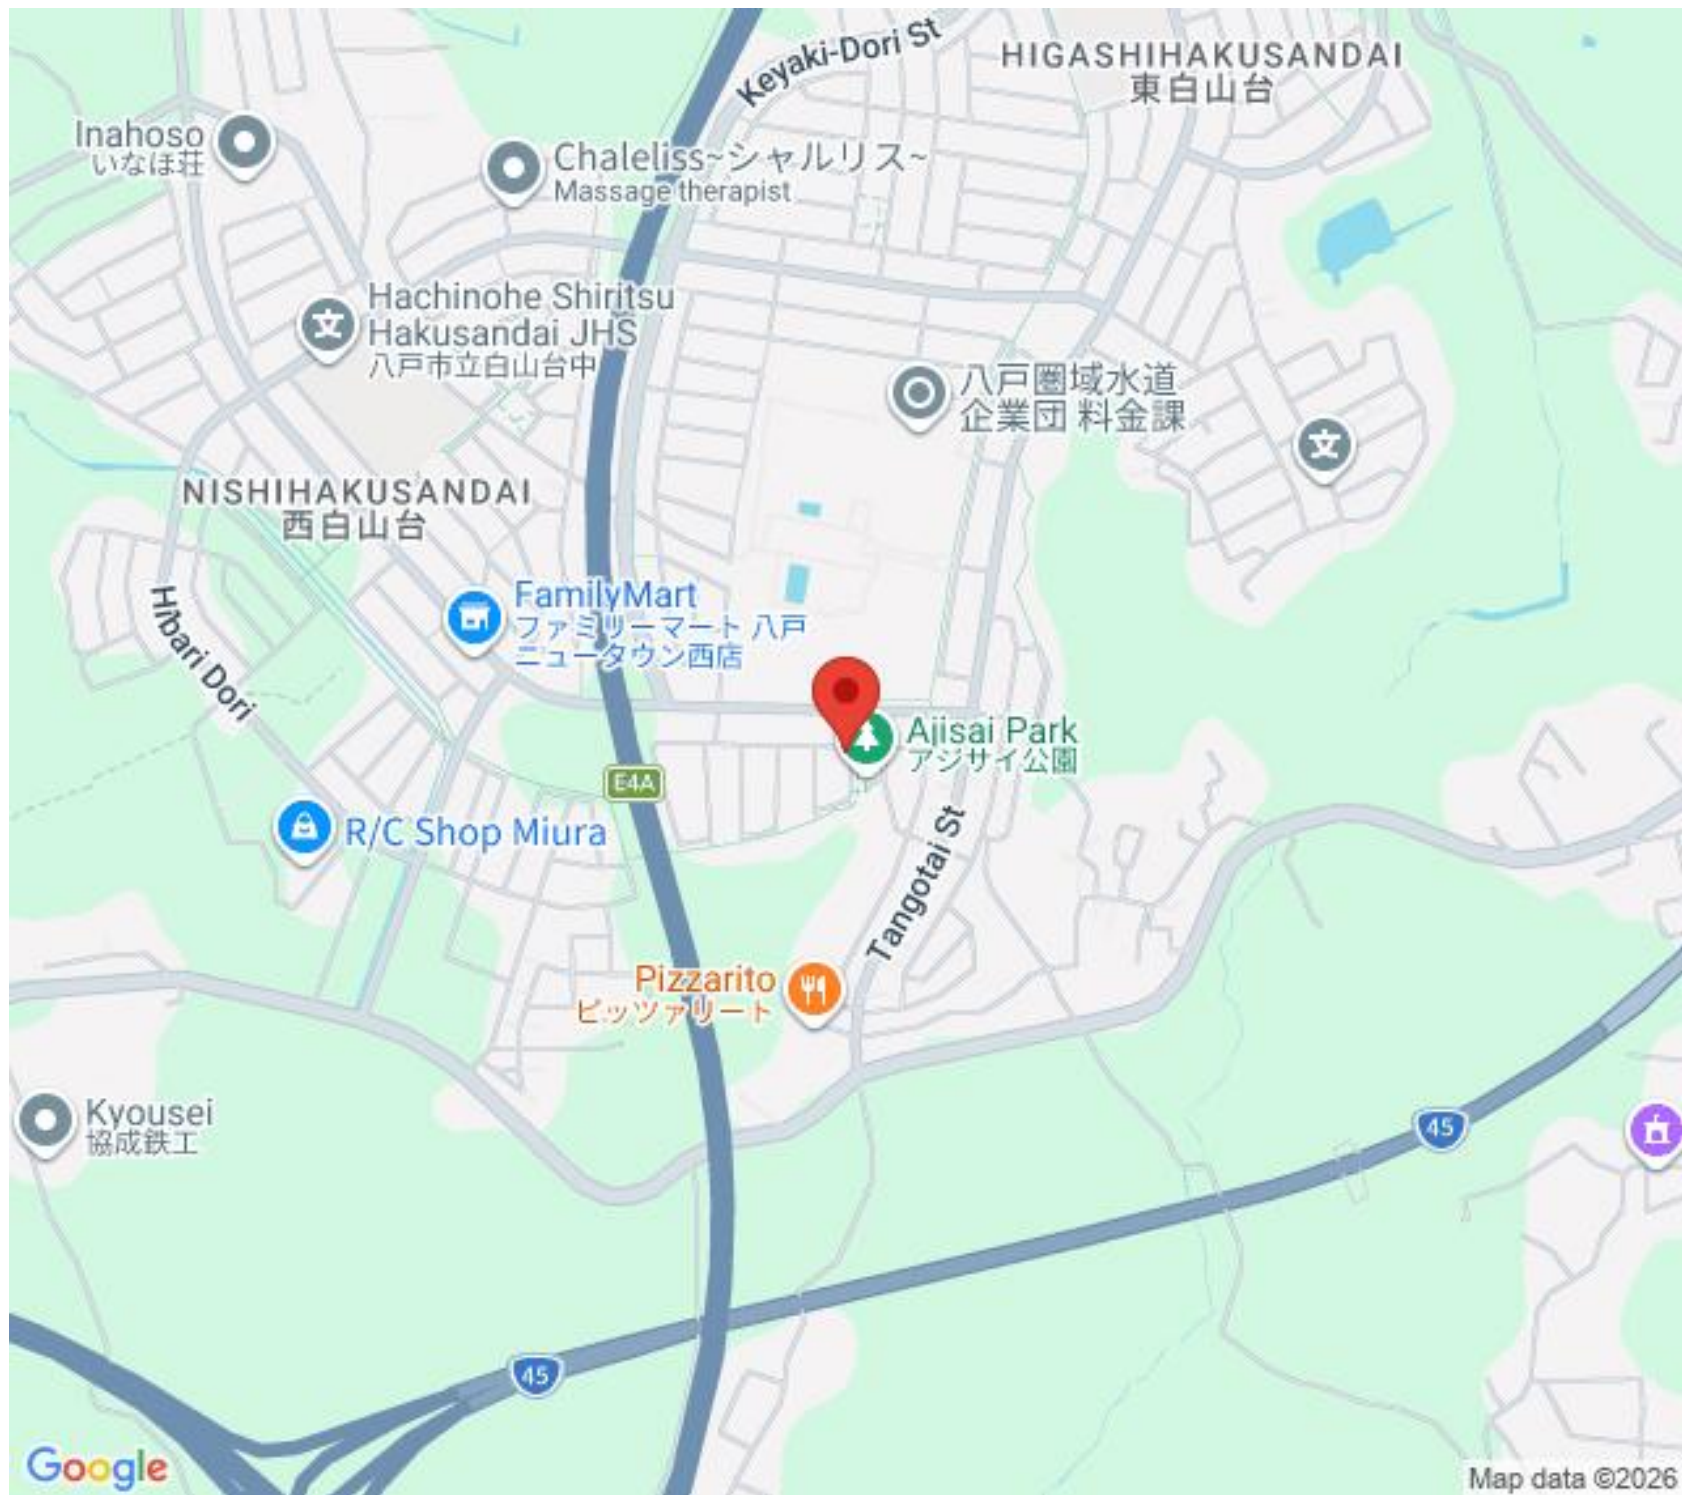 Keyaki-Dori St
HIGASHIHAKUSANDAI
東白山台
Inahoso
いなほ荘
Chaleliss~シャルリス~
Massage therapist
Hachinohe Shiritsu
Hakusandai JHS
八戸市立白山台中
八戸圏域水道
企業団 料金課
文
文
NISHIHAKUSANDAI
西白山台
Hibari Dori
FamilyMart
ファミリーマート 八戸
ニュータウン西店
Ajisai Park
アジサイ公園
E4A
R/C Shop Miura
Tangotai St
Pizzarito
ピッツァリート
Kyousei
協成鉄工
45
45
Google
Map data ©2026